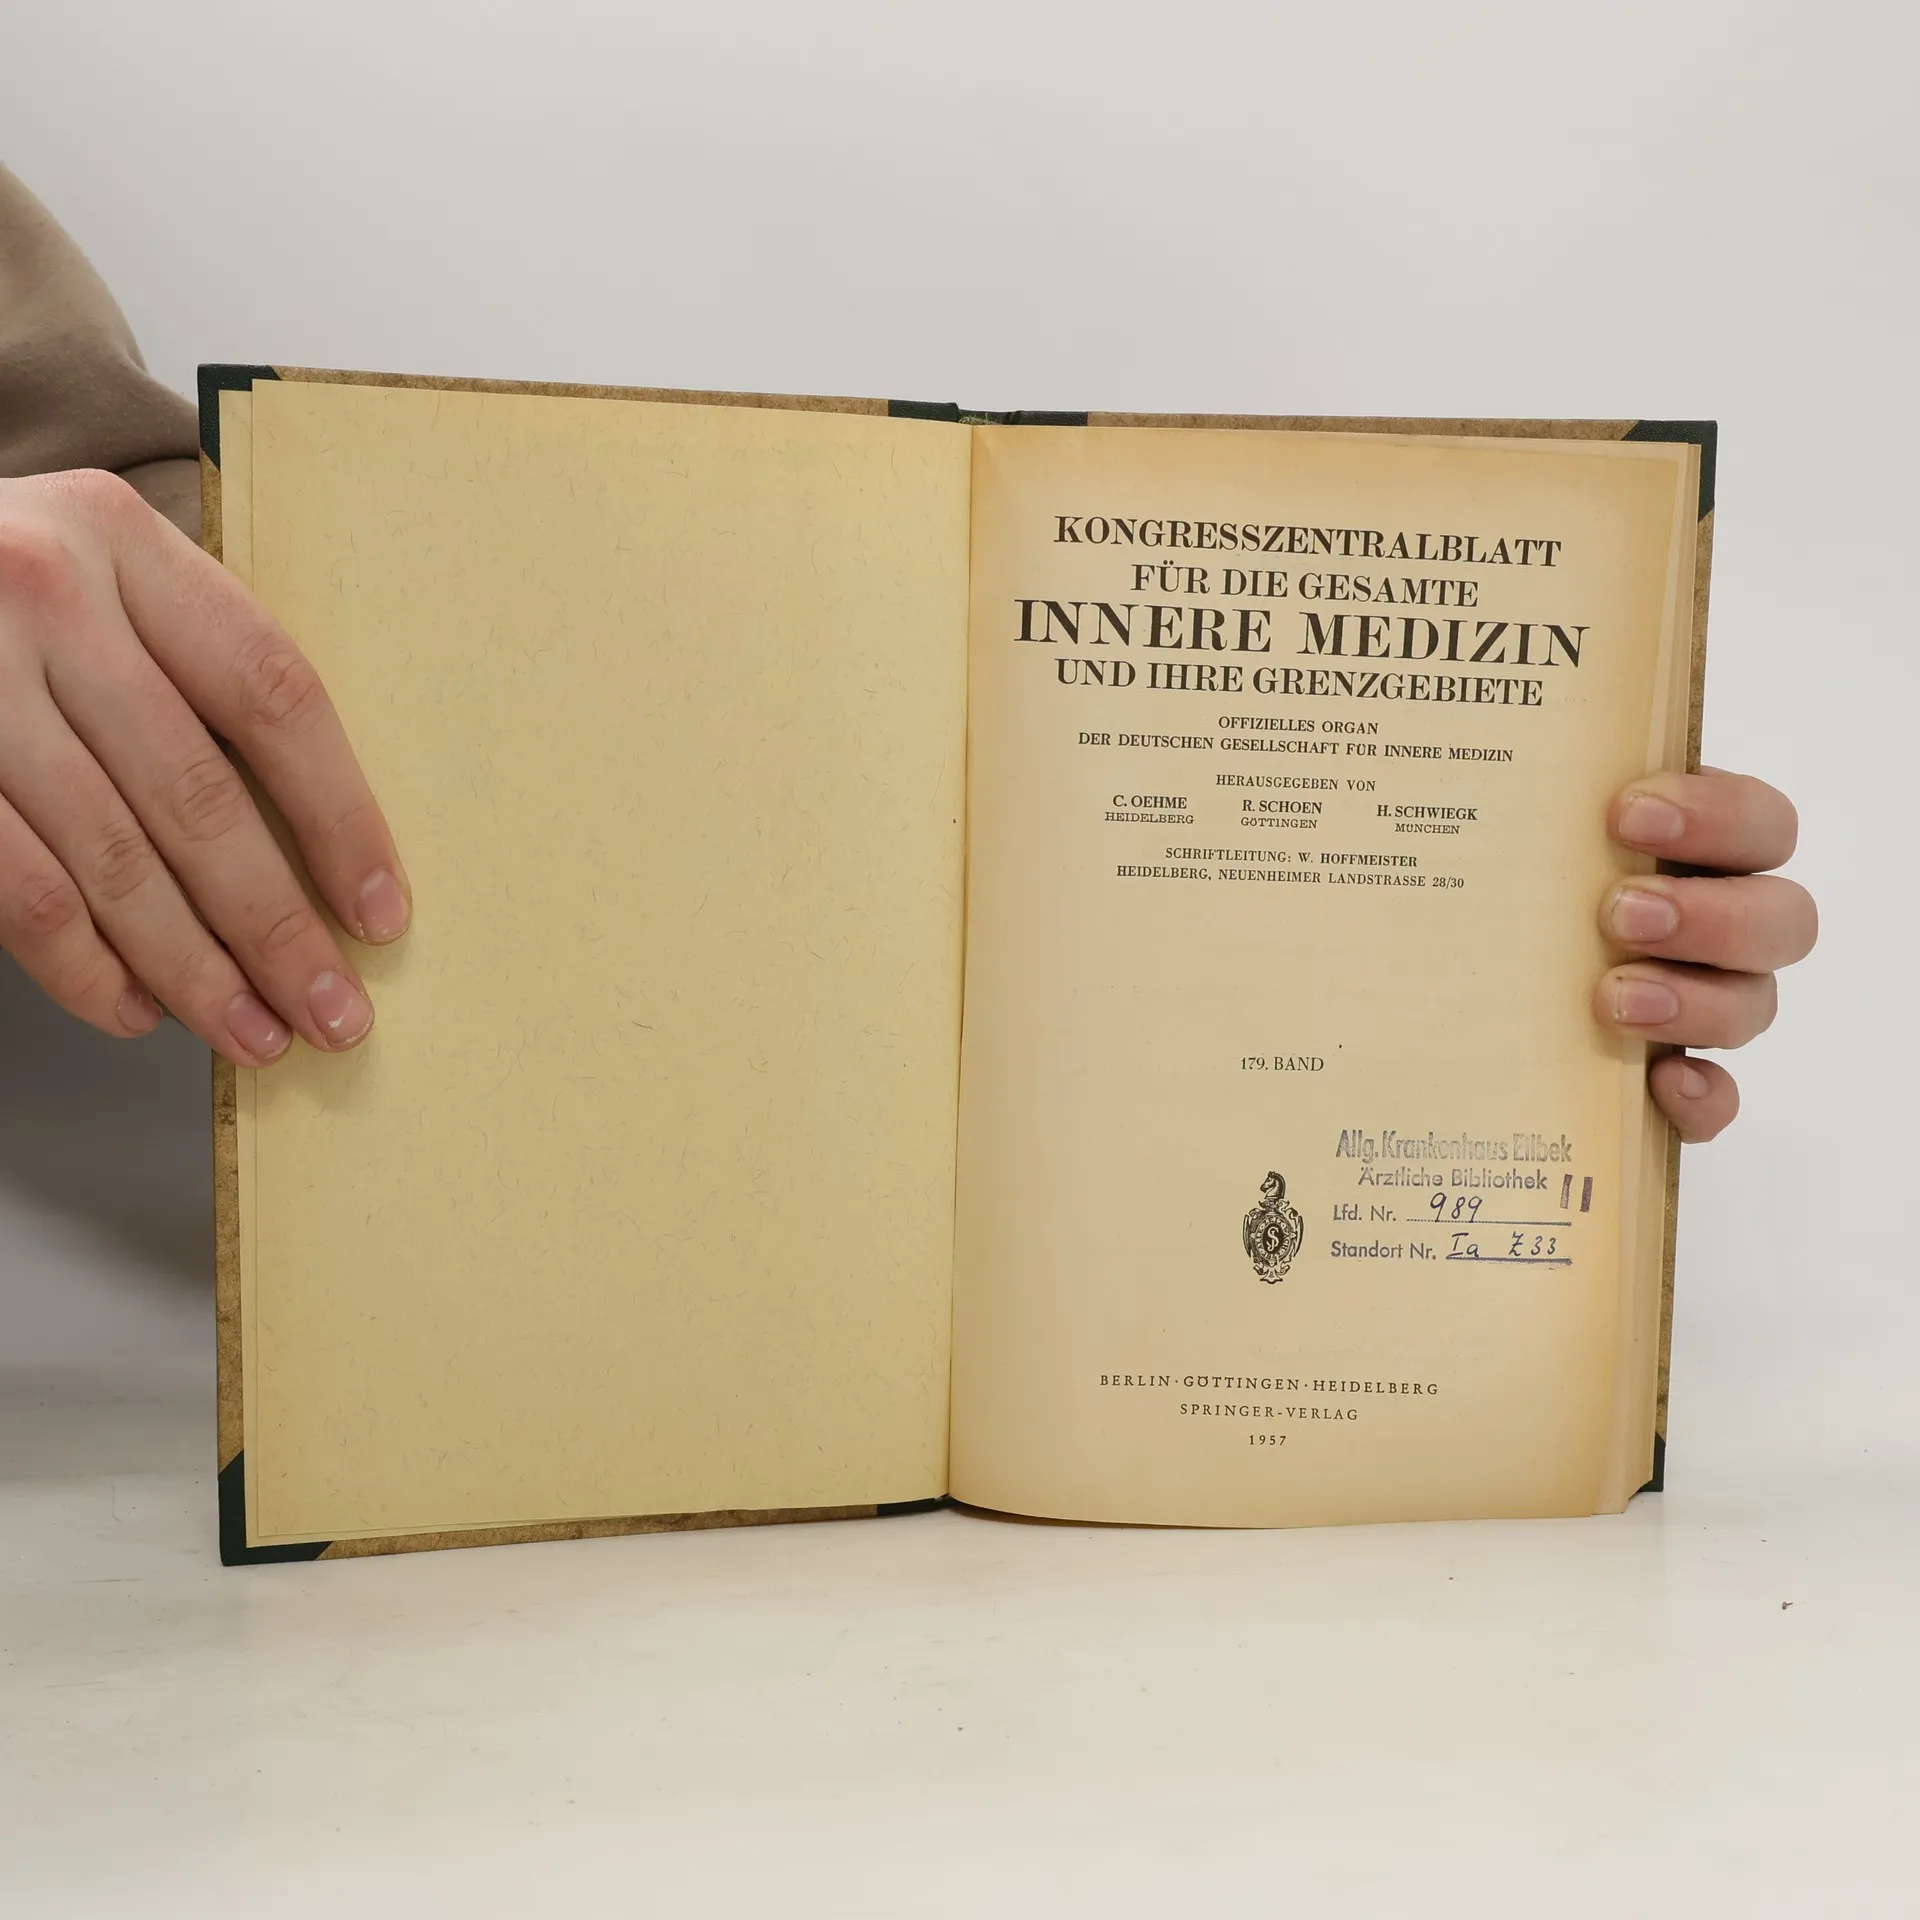 KONGRESSZENTRALBLATT
FÜR DIE GESAMTE
INNERE MEDIZIN
UND IHRE GRENZGEBIETE
OFFIZIELLES ORGAN
DER DEUTSCHEN GESELLSCHAFT FÜR INNERE MEDIZIN
HERAUSGEGEBEN VON
C. OEHME R. SCHOEN H. SCHWIEGK
HEIDELBERG GÖTTINGEN MÜNCHEN
SCHRIFTLEITUNG: W. HOFFMEISTER
HEIDELBERG, NEUENHEIMER LANDSTRASSE 28/30
179. BAND
Allg. Krankenhaus Eilbek
Ärztliche Bibliothek
Lfd. Nr. 989
Standort Nr. Ia Z 33
BERLIN · GÖTTINGEN · HEIDELBERG
SPRINGER-VERLAG
1957